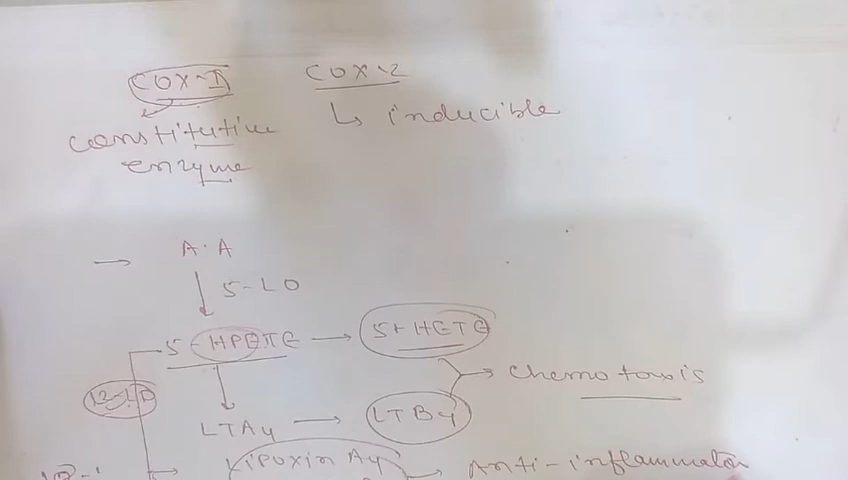 COX-I COX-2
constitutive ↳ inducible
enzyme
→ A.A
↓ 5-LO
5-HPETE → 5-HETE
→ chemotaxis
12-LO
LTA4 → LTB4
Lipoxin A4 → Anti-inflammator